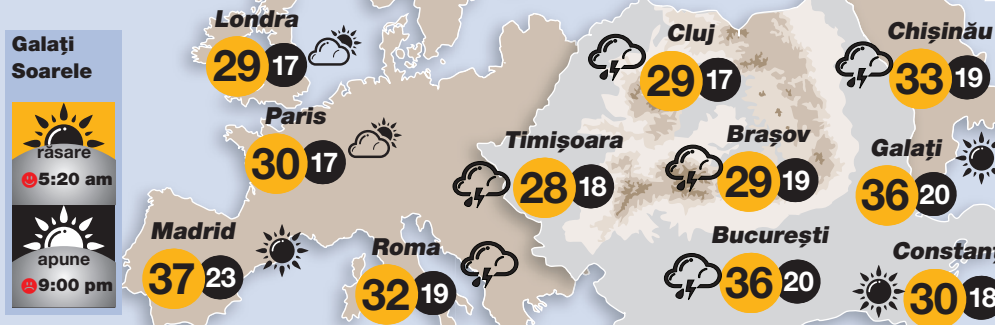 Galați
Soarele
răsare
5:20 am
apune
9:00 pm
Londra
29 17
Paris
30 17
Madrid
37 23
Roma
32 19
Timișoara
28 18
Cluj
29 17
Brașov
29 19
București
36 20
Chișinău
33 19
Galați
36 20
Constanț
30 18